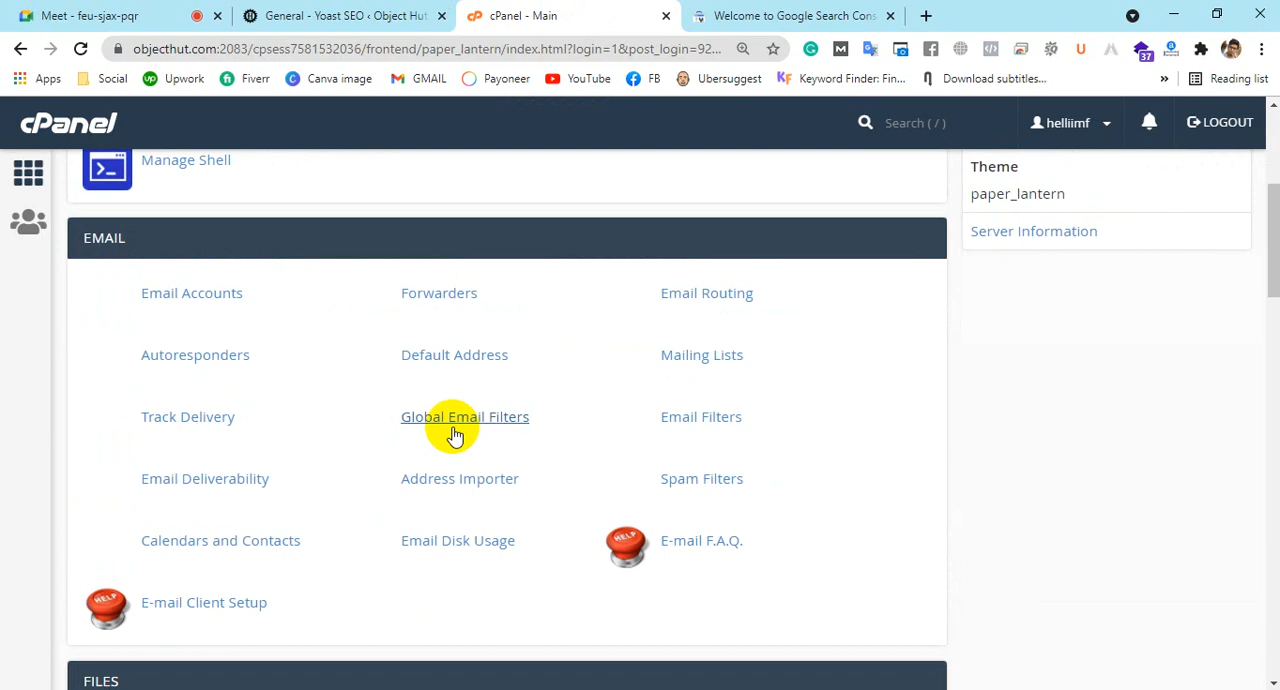 Meet - feu-sjax-pqr
General - Yoast SEO ‹ Object Hut
cPanel - Main
Welcome to Google Search Cons
objecthut.com:2083/cpsess7581532036/frontend/paper_lantern/index.html?login=1&post_login=92...
37
Apps Social Upwork Fiverr Canva image GMAIL Payoneer YouTube FB Ubersuggest Keyword Finder: Fin... Download subtitles... » Reading list
cPanel Search ( / ) helliimf LOGOUT
Manage Shell
Theme
paper_lantern
Server Information
EMAIL
Email Accounts Forwarders Email Routing
Autoresponders Default Address Mailing Lists
Track Delivery Global Email Filters Email Filters
Email Deliverability Address Importer Spam Filters
Calendars and Contacts Email Disk Usage HELP E-mail F.A.Q.
HELP E-mail Client Setup
FILES